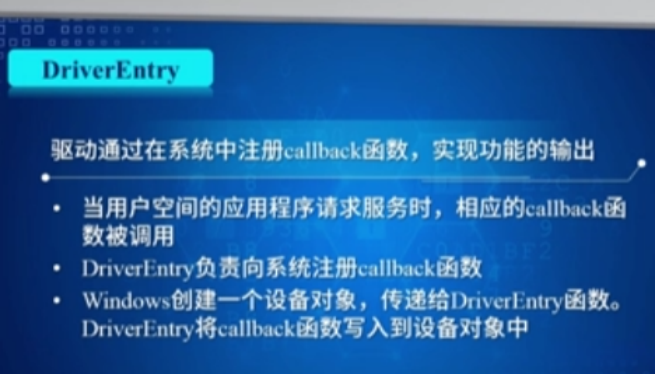 DriverEntry
驱动通过在系统中注册callback函数，实现功能的输出
• 当用户空间的应用程序请求服务时，相应的callback函
数被调用
• DriverEntry负责向系统注册callback函数
• Windows创建一个设备对象，传递给DriverEntry函数。
DriverEntry将callback函数写入到设备对象中